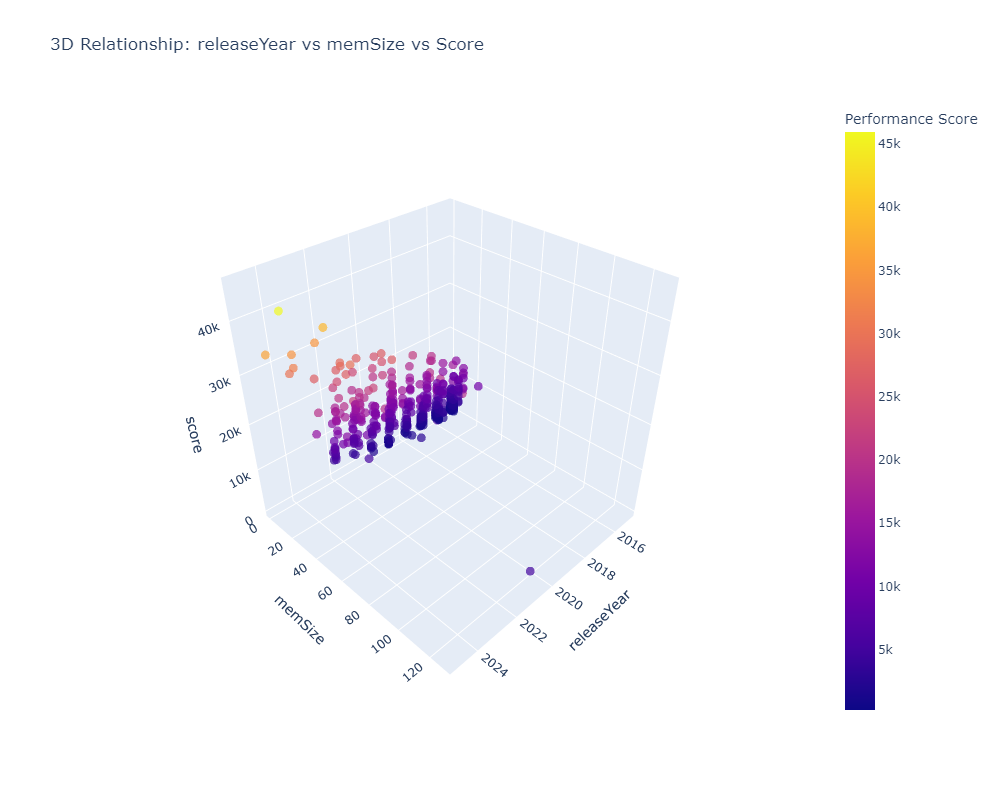 3D Relationship: releaseYear vs memSize vs Score
Performance Score
45k
40k
35k
30k
25k
20k
15k
10k
5k
40k
30k
20k
10k
0
score
0
20
40
60
80
100
120
memSize
2016
2018
2020
2022
2024
releaseYear